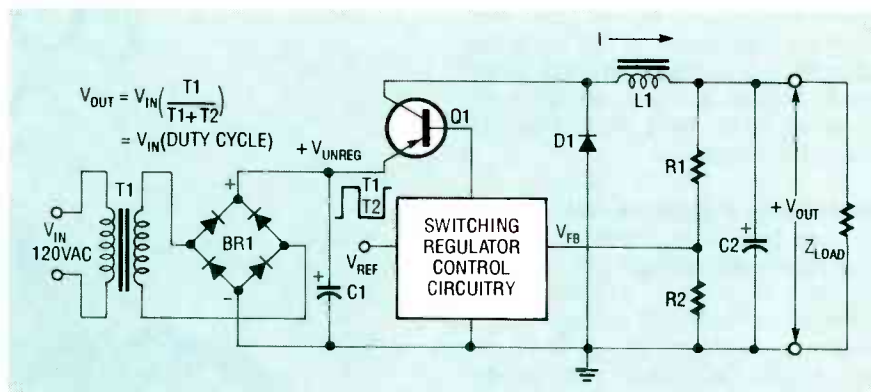 I
L1
V_OUT = V_IN (T1 / T1 + T2)
= V_IN (DUTY CYCLE)
Q1
D1
+ V_UNREG
R1
T1
T1
T2
V_IN
120VAC
BR1
+
-
+
C1
V_REF
SWITCHING
REGULATOR
CONTROL
CIRCUITRY
V_FB
R2
+
C2
+ V_OUT
Z_LOAD